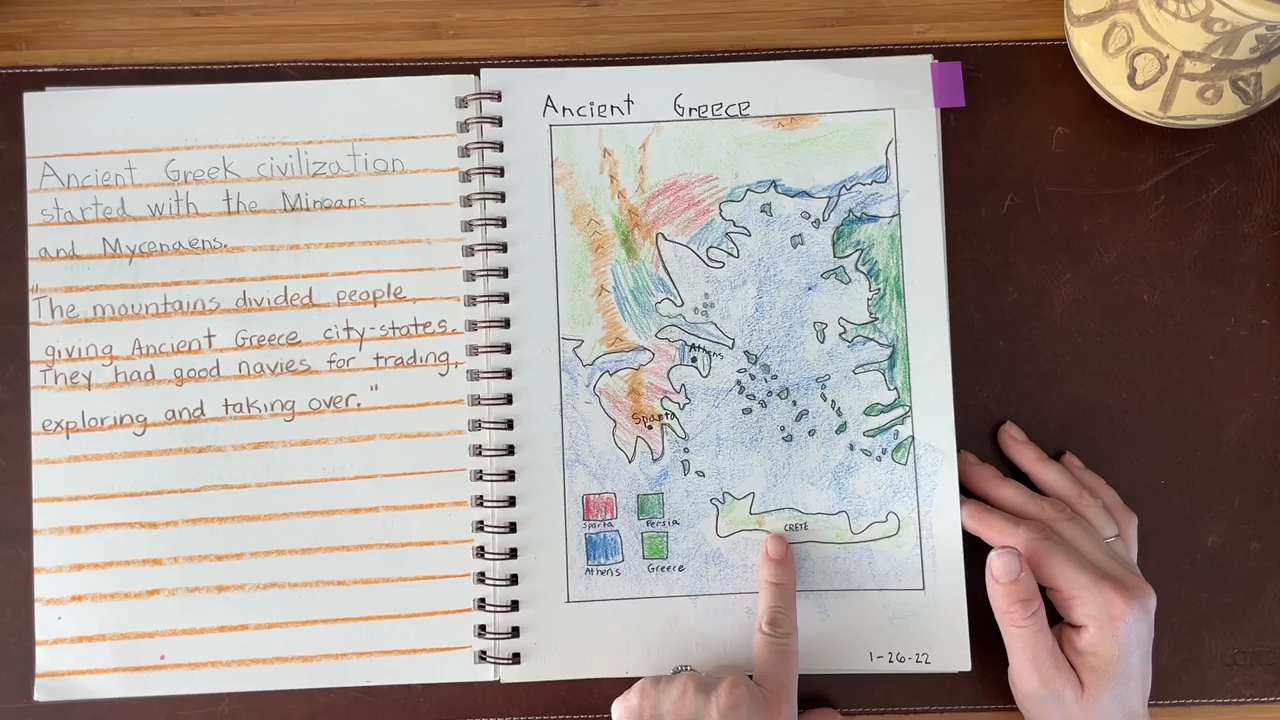 Ancient Greek civilization
started with the Minoans
and Mycenaens.
"The mountains divided people
giving Ancient Greece city-states.
They had good navies for trading,
exploring and taking over."
Ancient Greece
Athens
Sparta
Sparta
Persia
Athens
Greece
CRETE
1-26-22